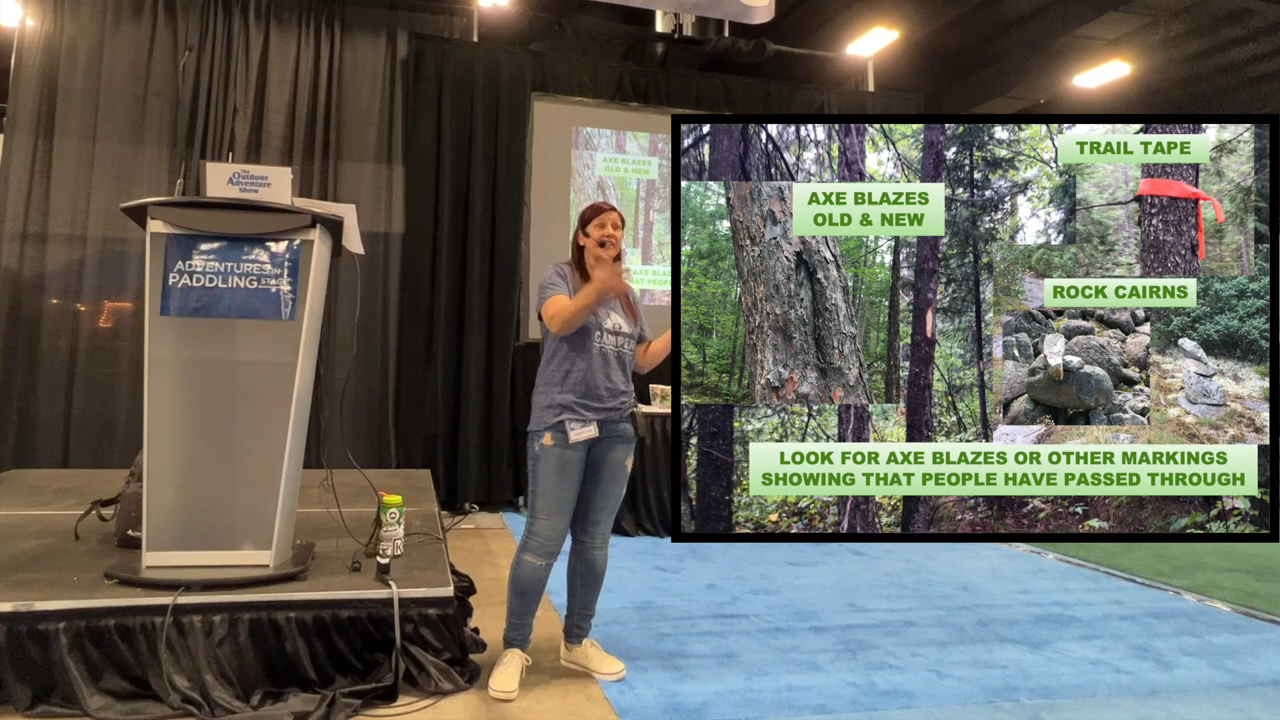 The
Outdoor
Adventure
Show
ADVENTURES IN
PADDLING STAGE
AXE BLAZES
OLD & NEW
CAMPER
AXE BLAZES
OLD & NEW
TRAIL TAPE
ROCK CAIRNS
LOOK FOR AXE BLAZES OR OTHER MARKINGS
SHOWING THAT PEOPLE HAVE PASSED THROUGH
K